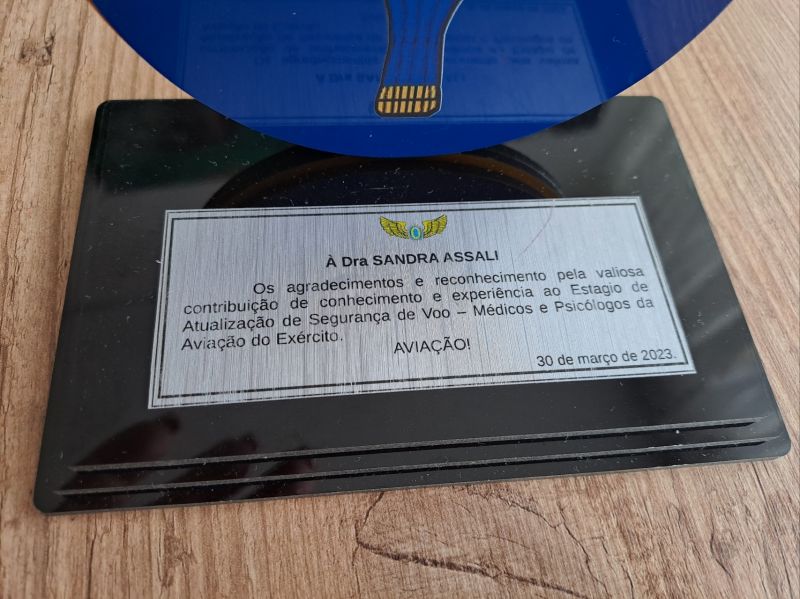 À Dra SANDRA ASSALI
Os agradecimentos e reconhecimento pela valiosa
contribuição de conhecimento e experiência ao Estagio de
Atualização de Segurança de Voo – Médicos e Psicólogos da
Aviação do Exército.
AVIAÇÃO!
30 de março de 2023.